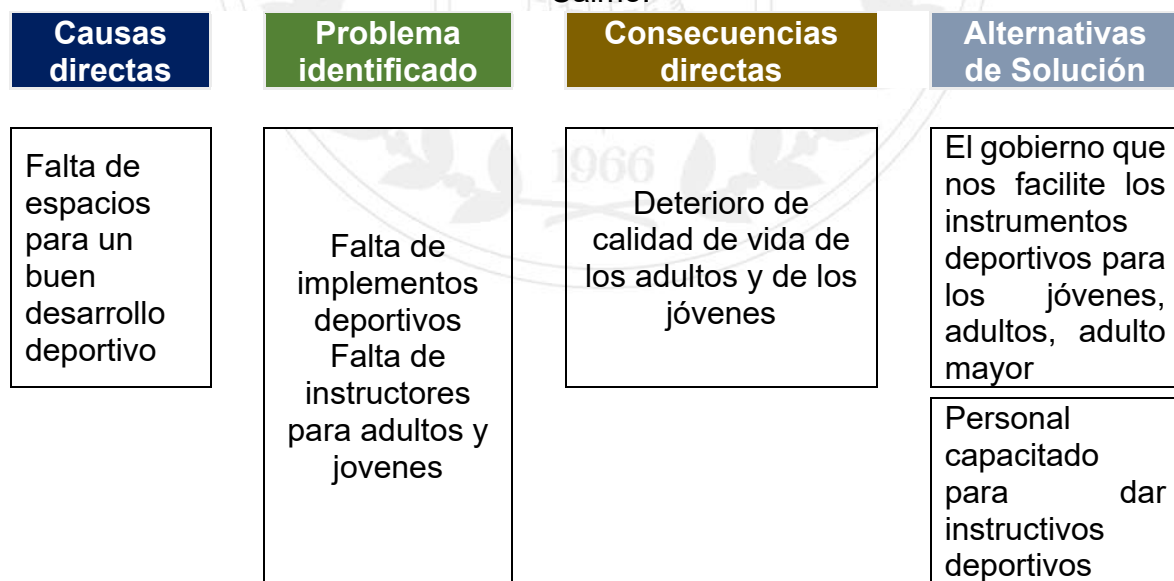 Causas
directas
Problema
identificado
Consecuencias
directas
Alternativas
de Solución
Falta de
espacios
para un
buen
desarrollo
deportivo
Falta de
implementos
deportivos
Falta de
instructores
para adultos y
jovenes
1966
Deterioro de
calidad de vida de
los adultos y de los
jóvenes
El gobierno que
nos facilite los
instrumentos
deportivos para
los jóvenes,
adultos, adulto
mayor
Personal
capacitado
para dar
instructivos
deportivos